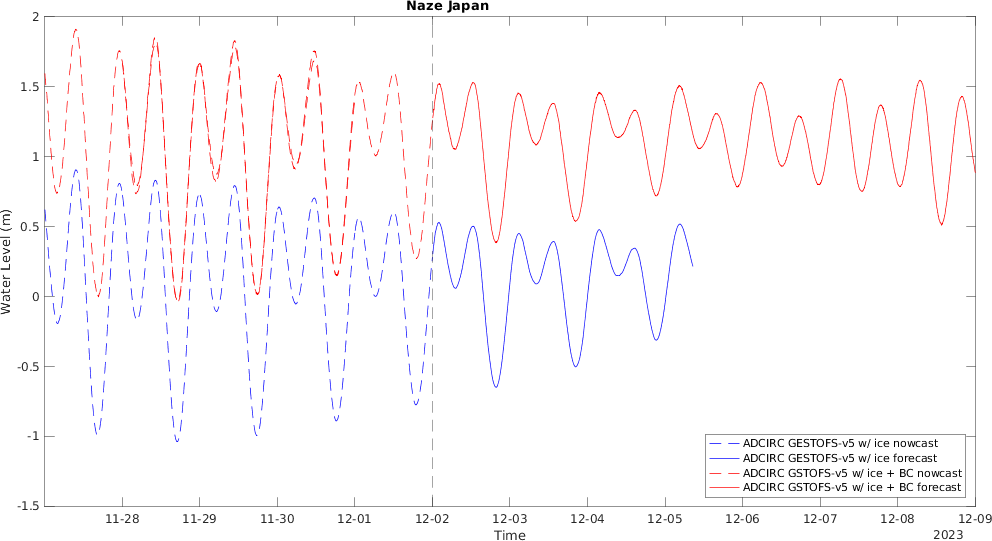 Naze Japan
2
1.5
1
0.5
0
-0.5
-1
-1.5
Water Level (m)
11-28 11-29 11-30 12-01 12-02 12-03 12-04 12-05 12-06 12-07 12-08 12-09
Time
2023
ADCIRC GESTOFS-v5 w/ ice nowcast
ADCIRC GESTOFS-v5 w/ ice forecast
ADCIRC GSTOFS-v5 w/ ice + BC nowcast
ADCIRC GSTOFS-v5 w/ ice + BC forecast